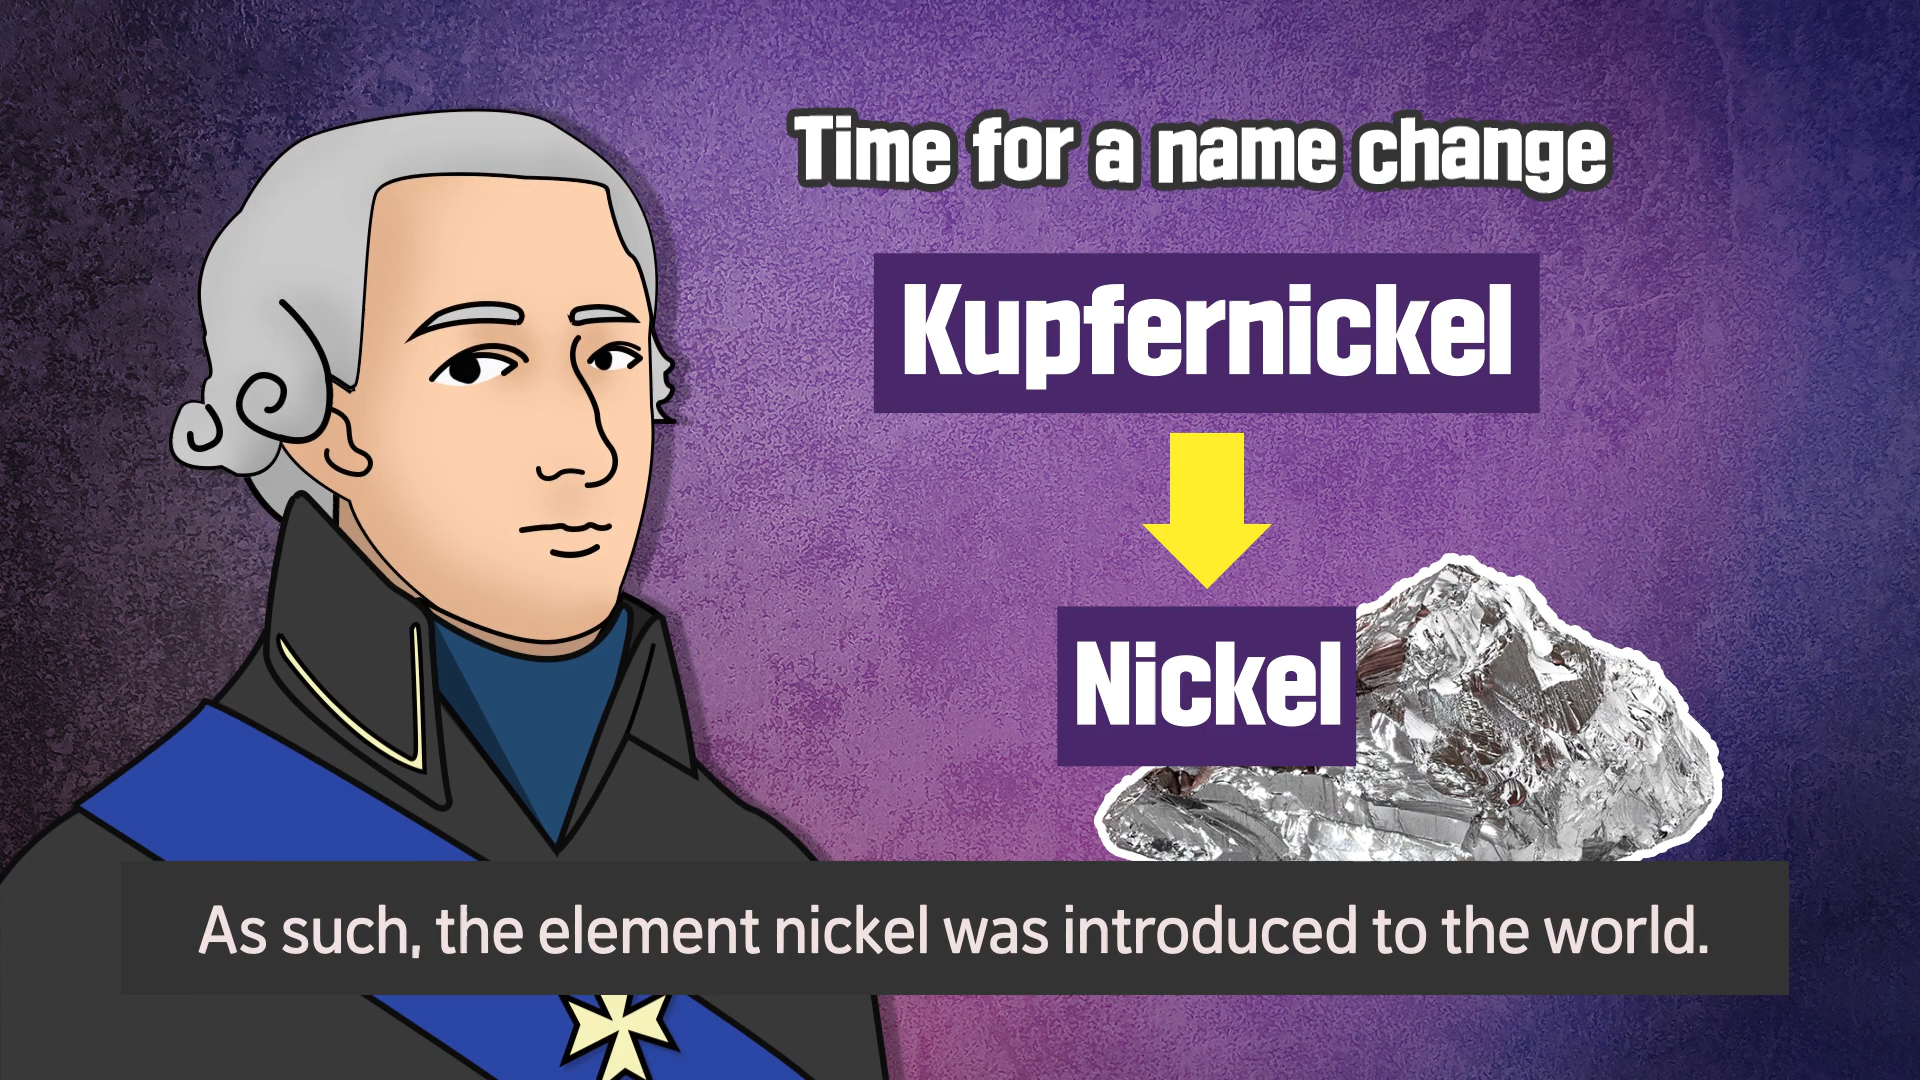 Time for a name change
Kupfernickel
Nickel
As such, the element nickel was introduced to the world.